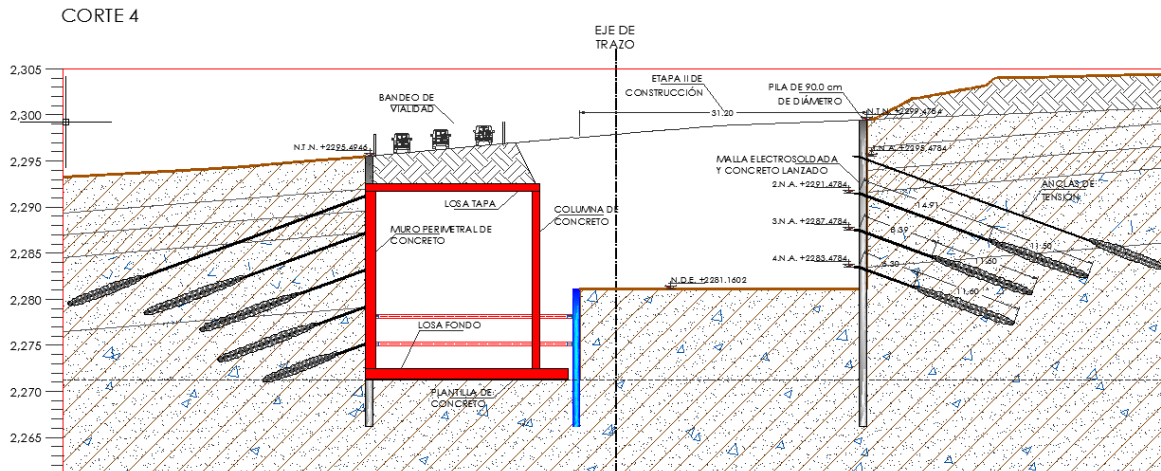 CORTE 4
EJE DE
TRAZO
2,305
2,300
2,295
2,290
2,285
2,280
2,275
2,270
2,265
BANDEO DE
VIALIDAD
ETAPA II DE
CONSTRUCCIÓN
31.20
PILA DE 90.0 cm
DE DIÁMETRO
N.T.N. +2299.4784
N.T.N. +2295.4946
1.N.A. +2295.4784
MALLA ELECTROSOLDADA
Y CONCRETO LANZADO
2.N.A. +2291.4784
ANCLAS DE
TENSIÓN
LOSA TAPA
COLUMNA DE
CONCRETO
14.91
MURO PERIMETRAL DE
CONCRETO
3.N.A. +2287.4784
8.39
11.50
4.N.A. +2283.4784
6.30
11.60
N.D.E. +2281.1602
11.60
LOSA FONDO
PLANTILLA DE
CONCRETO